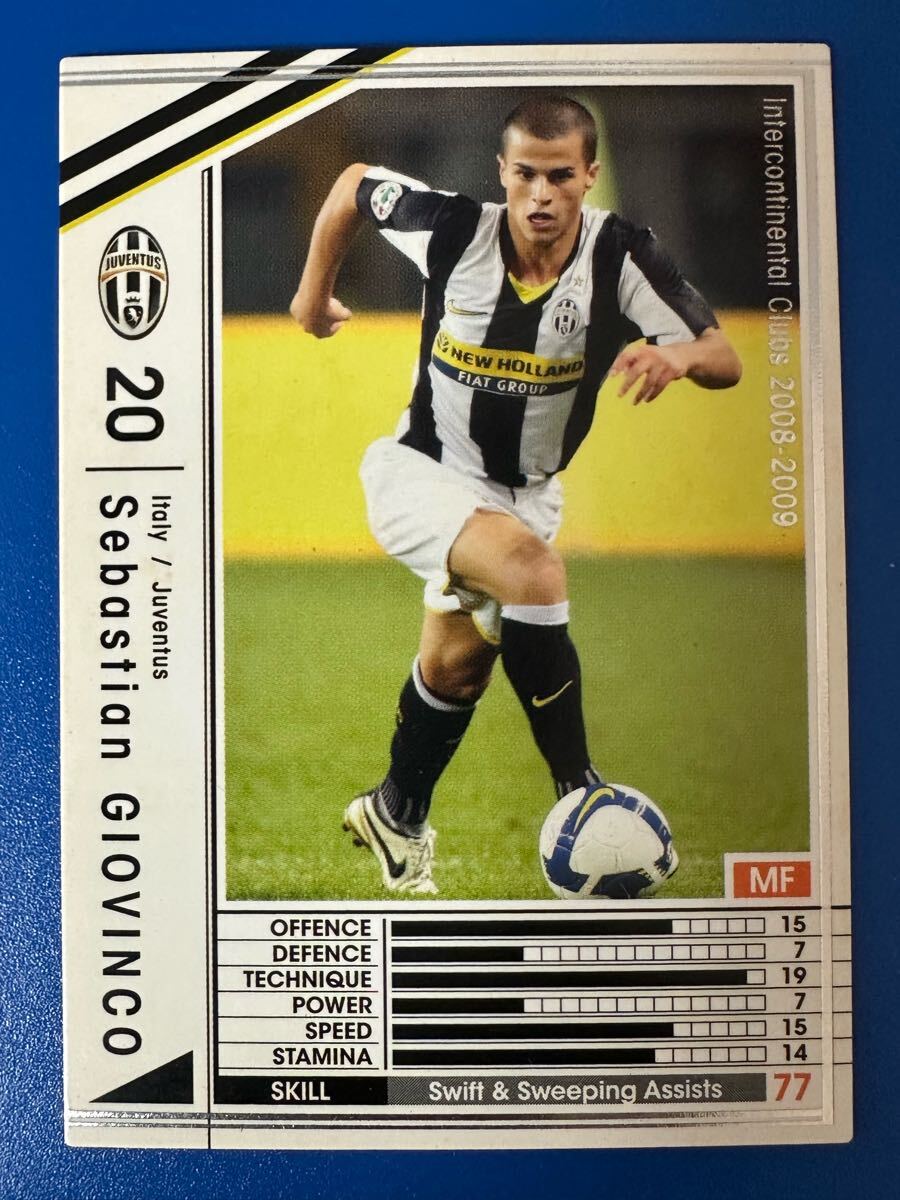 JUVENTUS
20
Italy / Juventus
Sebastian GIOVINCO
Intercontinental Clubs 2008-2009
NEW HOLLAND
FIAT GROUP
MF
OFFENCE 15
DEFENCE 7
TECHNIQUE 19
POWER 7
SPEED 15
STAMINA 14
SKILL Swift & Sweeping Assists 77